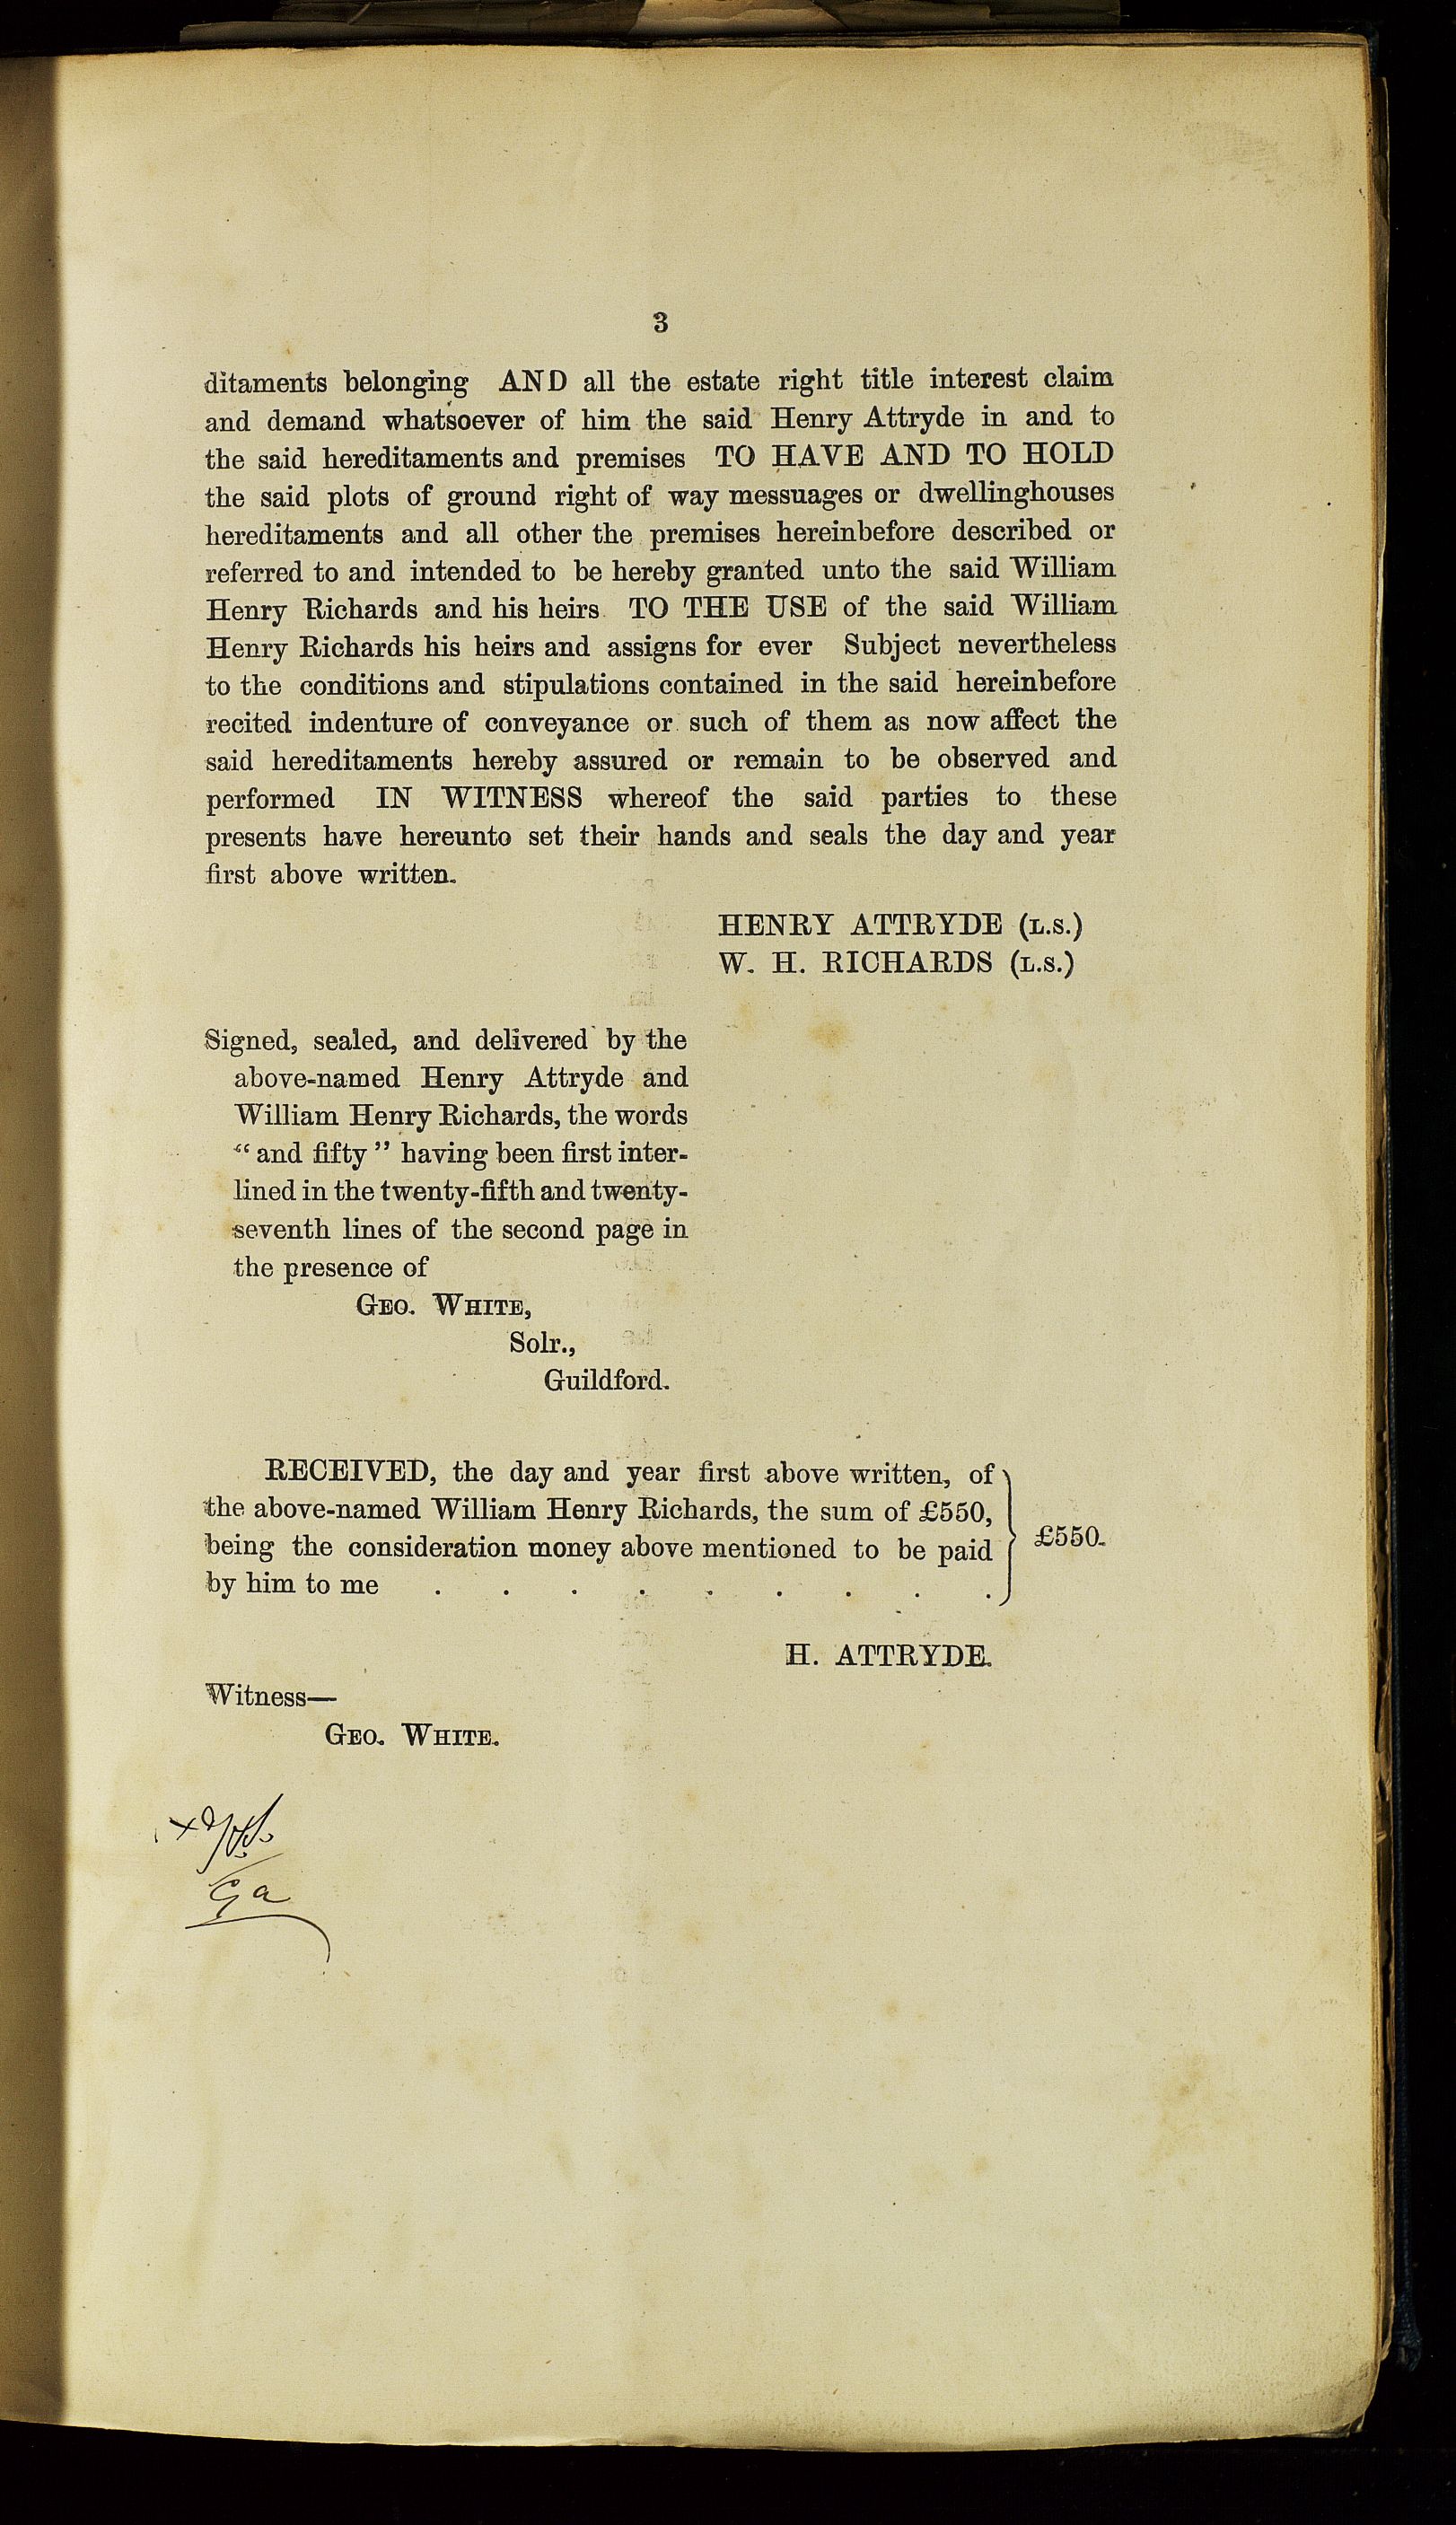 3
ditaments belonging AND all the estate right title interest claim
and demand whatsoever of him the said Henry Attryde in and to
the said hereditaments and premises TO HAVE AND TO HOLD
the said plots of ground right of way messuages or dwellinghouses
hereditaments and all other the premises hereinbefore described or
referred to and intended to be hereby granted unto the said William
Henry Richards and his heirs TO THE USE of the said William
Henry Richards his heirs and assigns for ever Subject nevertheless
to the conditions and stipulations contained in the said hereinbefore
recited indenture of conveyance or such of them as now affect the
said hereditaments hereby assured or remain to be observed and
performed IN WITNESS whereof the said parties to these
presents have hereunto set their hands and seals the day and year
first above written.
HENRY ATTRYDE (L.S.)
W. H. RICHARDS (L.S.)
Signed, sealed, and delivered by the
above-named Henry Attryde and
William Henry Richards, the words
“and fifty” having been first inter-
lined in the twenty-fifth and twenty-
seventh lines of the second page in
the presence of
GEO. WHITE,
Solr.,
Guildford.
RECEIVED, the day and year first above written, of
the above-named William Henry Richards, the sum of £550,
being the consideration money above mentioned to be paid
by him to me . . . . . . . . .
£550.
H. ATTRYDE.
Witness—
GEO. WHITE.